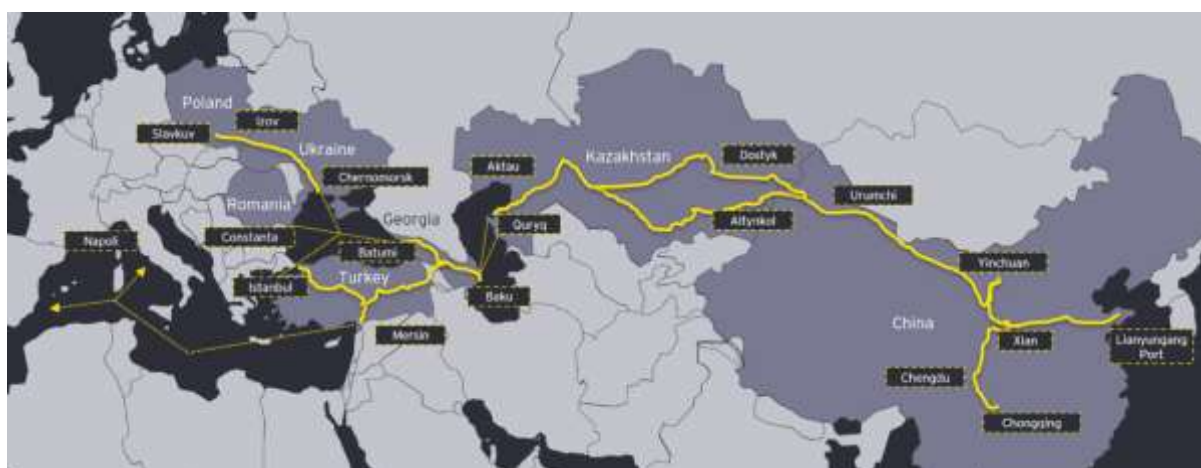 Poland
Izov
Slavkuv
Ukraine
Chernomorsk
Romania
Georgia
Constanta
Napoli
Batumi
Istanbul
Turkey
Mersin
Baku
Aktau
Quryq
Kazakhstan
Dostyk
Altynkol
Urumchi
Yinchuan
China
Xian
Lianyungang
Port
Chengdu
Chongqing